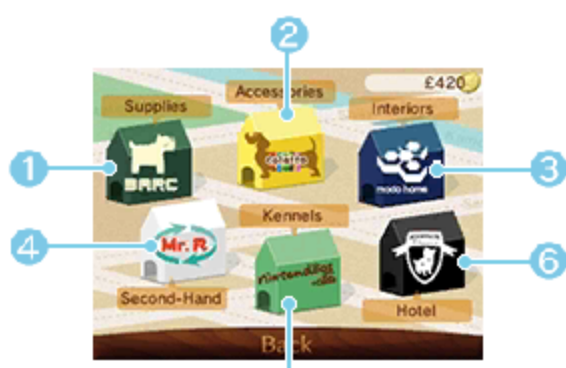 2
£420
Supplies
Accessories
Interiors
1
BARC
modo home
3
4
Mr. R
Kennels
nintendogs
+cats
6
Second-Hand
Hotel
Back